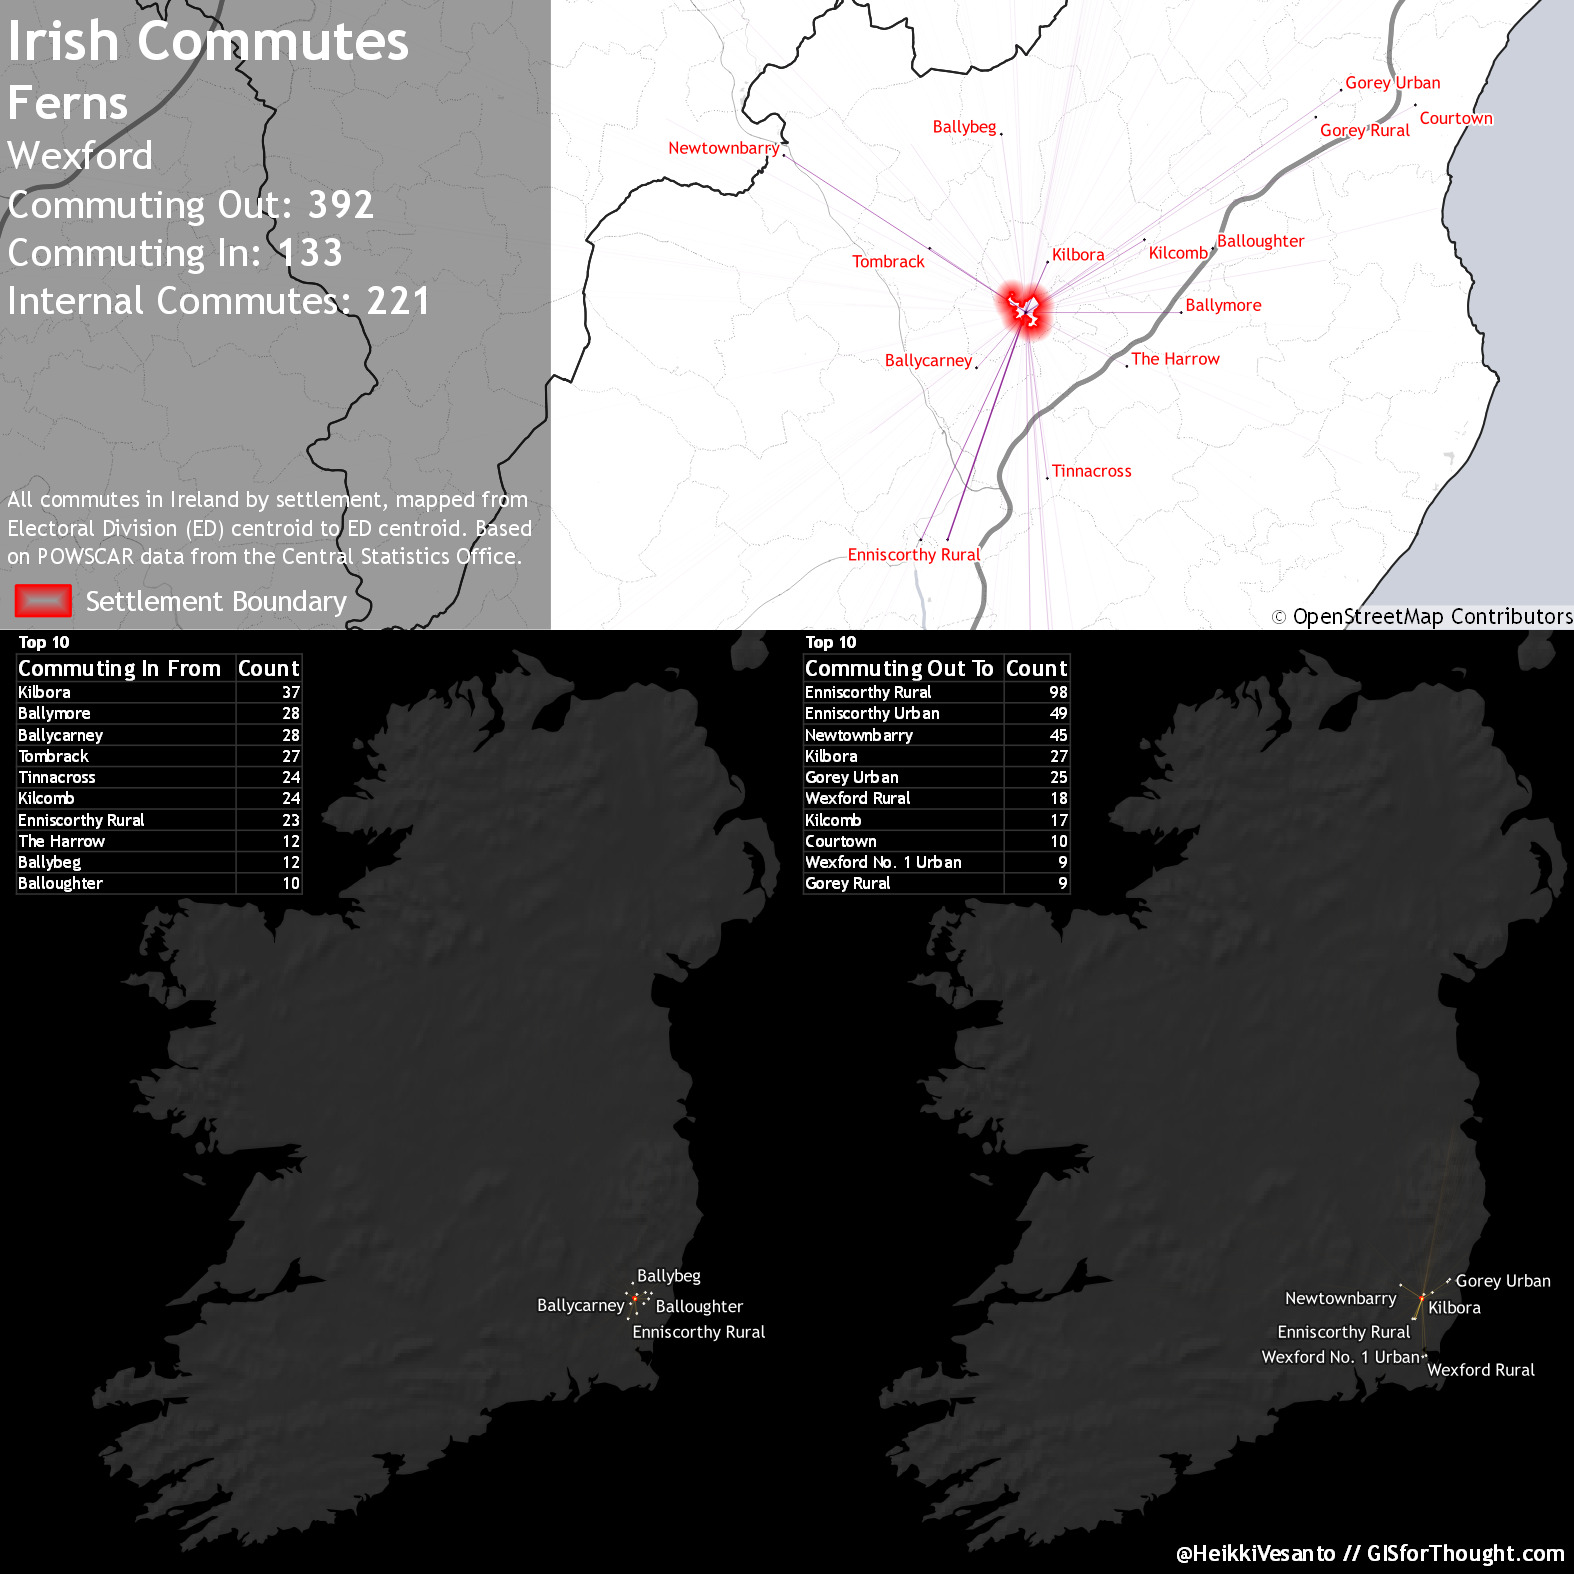 Irish Commutes
Ferns
Wexford
Commuting Out: 392
Commuting In: 133
Internal Commutes: 221
All commutes in Ireland by settlement, mapped from
Electoral Division (ED) centroid to ED centroid. Based
on POWSCAR data from the Central Statistics Office.
Settlement Boundary
Gorey Urban
Courtown
Gorey Rural
Ballybeg
Newtownbarry
Balloughter
Kilbora
Kilcomb
Tombrack
Ballymore
Ballycarney
The Harrow
Tinnacross
Enniscorthy Rural
© OpenStreetMap Contributors
Top 10
Commuting In From Count
Kilbora 37
Ballymore 28
Ballycarney 28
Tombrack 27
Tinnacross 24
Kilcomb 24
Enniscorthy Rural 23
The Harrow 12
Ballybeg 12
Balloughter 10
Ballybeg
Ballycarney
Balloughter
Enniscorthy Rural
Top 10
Commuting Out To Count
Enniscorthy Rural 98
Enniscorthy Urban 49
Newtownbarry 45
Kilbora 27
Gorey Urban 25
Wexford Rural 18
Kilcomb 17
Courtown 10
Wexford No. 1 Urban 9
Gorey Rural 9
Gorey Urban
Newtownbarry
Kilbora
Enniscorthy Rural
Wexford No. 1 Urban
Wexford Rural
@HeikkiVesanto // GISforThought.com